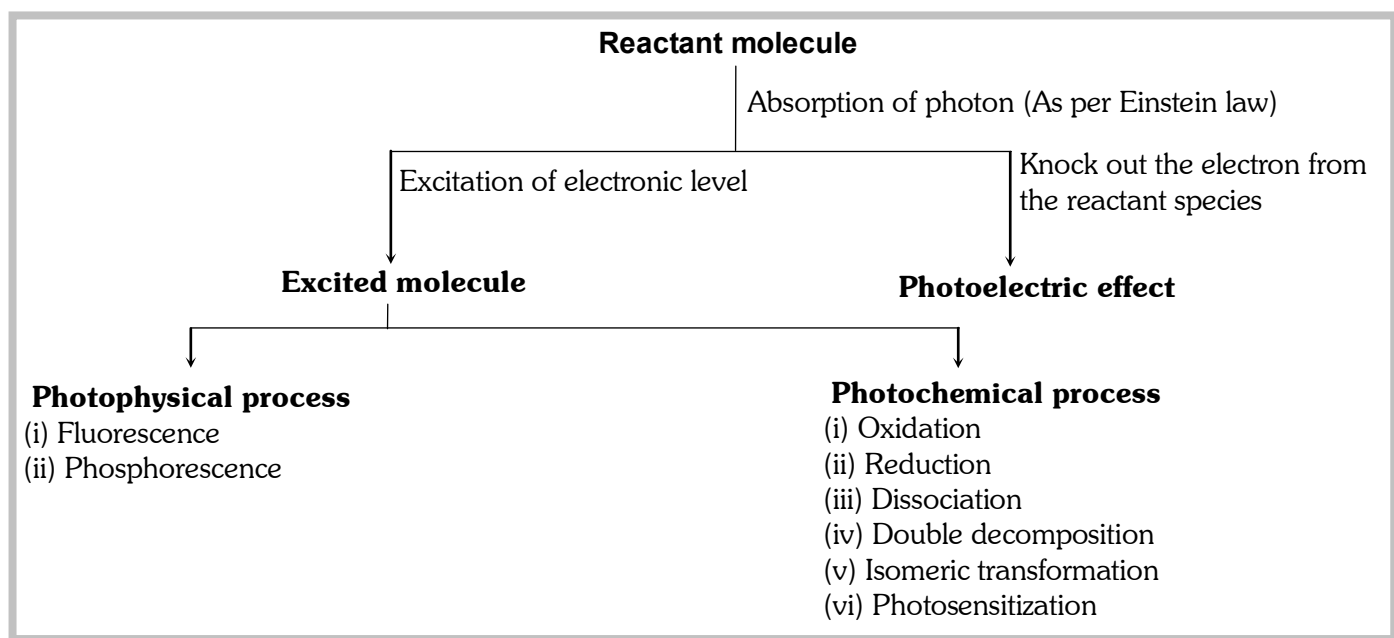 Reactant molecule
Absorption of photon (As per Einstein law)
Excitation of electronic level
Knock out the electron from
the reactant species
Excited molecule
Photoelectric effect
Photophysical process
(i) Fluorescence
(ii) Phosphorescence
Photochemical process
(i) Oxidation
(ii) Reduction
(iii) Dissociation
(iv) Double decomposition
(v) Isomeric transformation
(vi) Photosensitization